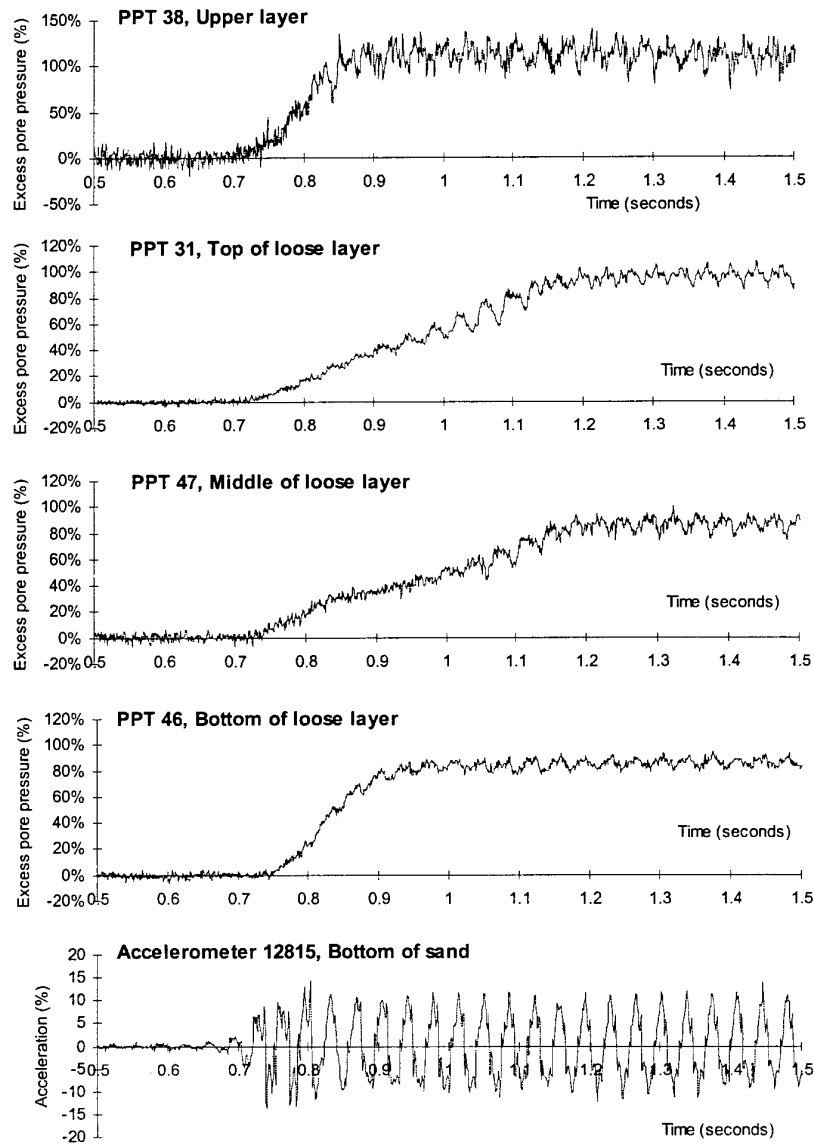 PPT 38, Upper layer
Excess pore pressure (%)
150%
100%
50%
0%
-50%
0.5 0.6 0.7 0.8 0.9 1 1.1 1.2 1.3 1.4 1.5
Time (seconds)
PPT 31, Top of loose layer
Excess pore pressure (%)
120%
100%
80%
60%
40%
20%
0%
-20%
0.5 0.6 0.7 0.8 0.9 1 1.1 1.2 1.3 1.4 1.5
Time (seconds)
PPT 47, Middle of loose layer
Excess pore pressure (%)
120%
100%
80%
60%
40%
20%
0%
-20%
0.5 0.6 0.7 0.8 0.9 1 1.1 1.2 1.3 1.4 1.5
Time (seconds)
PPT 46, Bottom of loose layer
Excess pore pressure (%)
120%
100%
80%
60%
40%
20%
0%
-20%
0.5 0.6 0.7 0.8 0.9 1 1.1 1.2 1.3 1.4 1.5
Time (seconds)
Accelerometer 12815, Bottom of sand
Acceleration (%)
20
15
10
5
0
-5
-10
-15
-20
0.5 0.6 0.7 0.8 0.9 1 1.1 1.2 1.3 1.4 1.5
Time (seconds)